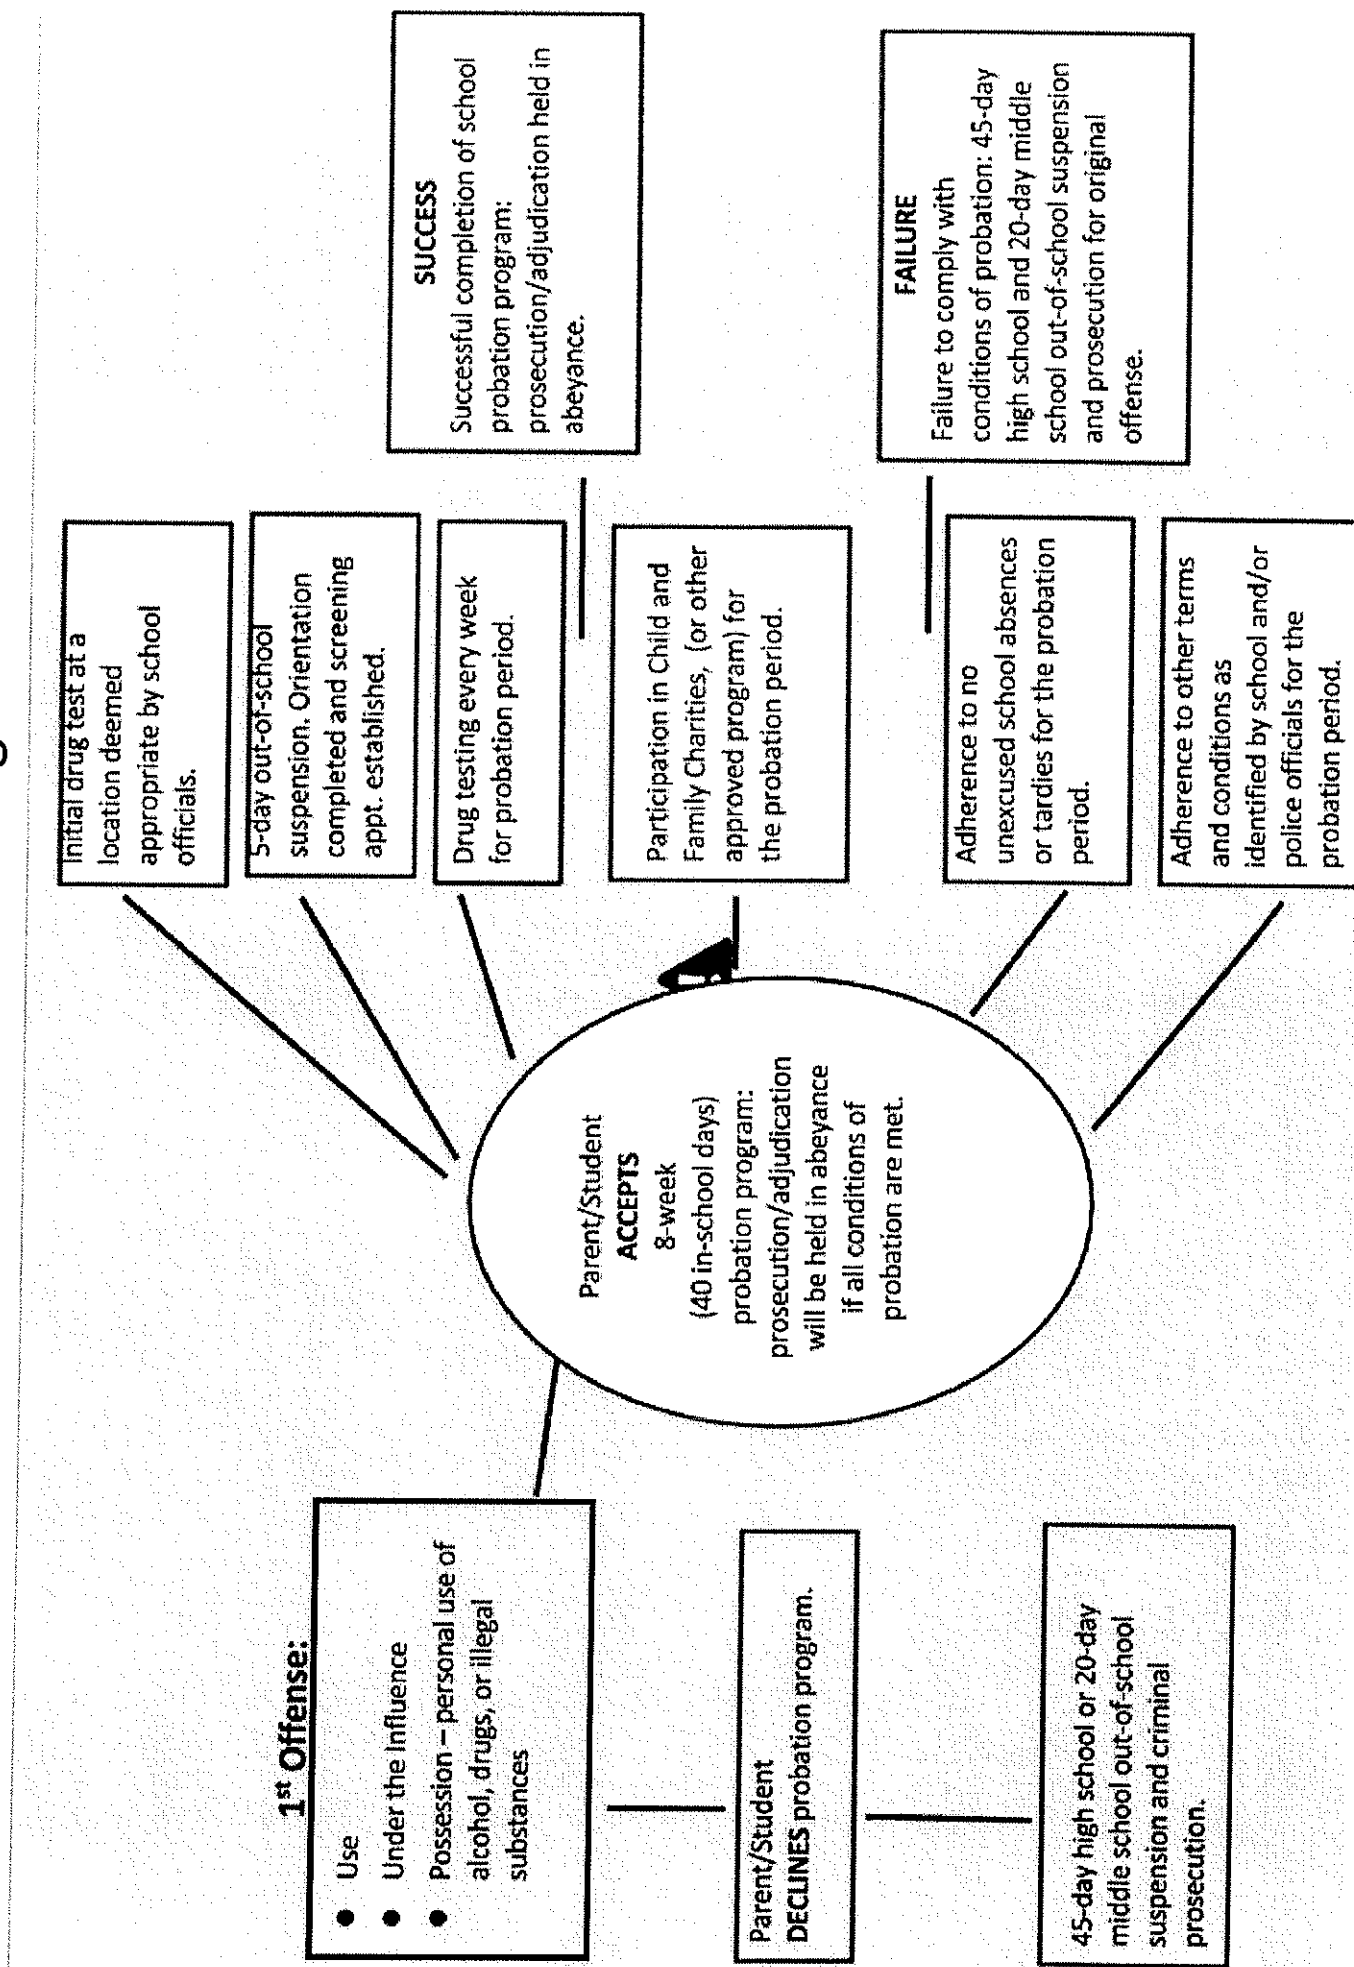 1st Offense:
● Use
● Under the Influence
● Possession – personal use of
alcohol, drugs, or illegal
substances
Parent/Student
DECLINES probation program.
45-day high school or 20-day
middle school out-of-school
suspension and criminal
prosecution.
Parent/Student
ACCEPTS
8-week
(40 in-school days)
probation program:
prosecution/adjudication
will be held in abeyance
if all conditions of
probation are met.
Initial drug test at a
location deemed
appropriate by school
officials.
5-day out-of-school
suspension. Orientation
completed and screening
appt. established.
Drug testing every week
for probation period.
Participation in Child and
Family Charities, (or other
approved program) for
the probation period.
Adherence to no
unexcused school absences
or tardies for the probation
period.
Adherence to other terms
and conditions as
identified by school and/or
police officials for the
probation period.
SUCCESS
Successful completion of school
probation program:
prosecution/adjudication held in
abeyance.
FAILURE
Failure to comply with
conditions of probation: 45-day
high school and 20-day middle
school out-of-school suspension
and prosecution for original
offense.